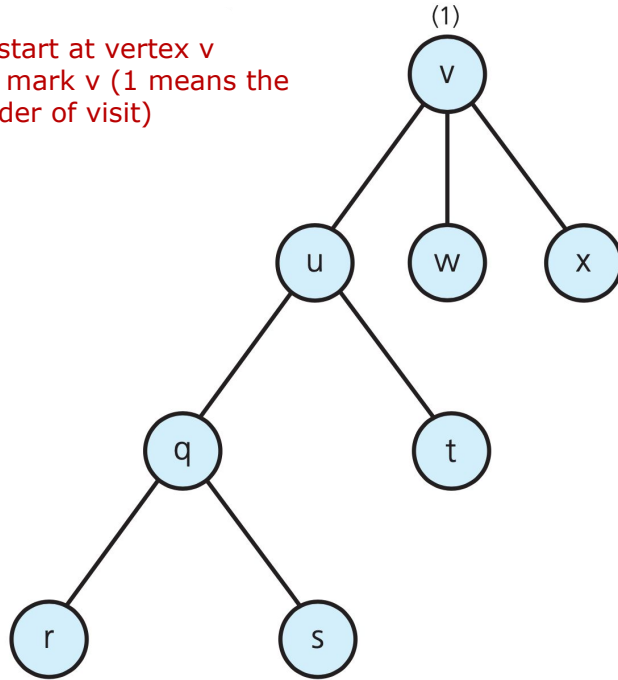 (1)
start at vertex v
mark v (1 means the
der of visit)
v
u
w
x
q
t
r
s